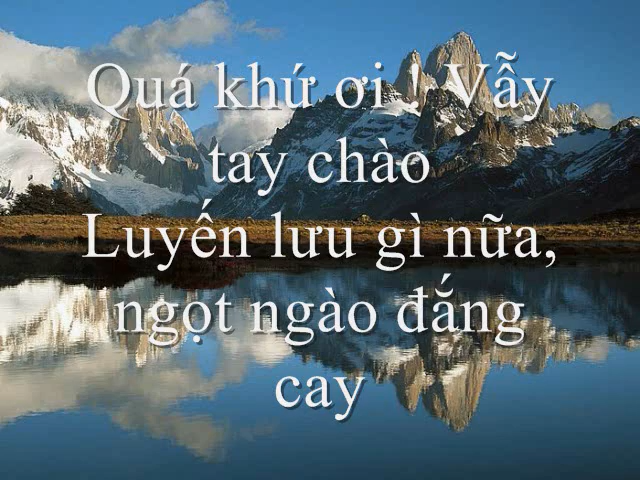 Quá khứ ơi ! Vẫy
tay chào
Luyến lưu gì nữa,
ngọt ngào đắng
cay